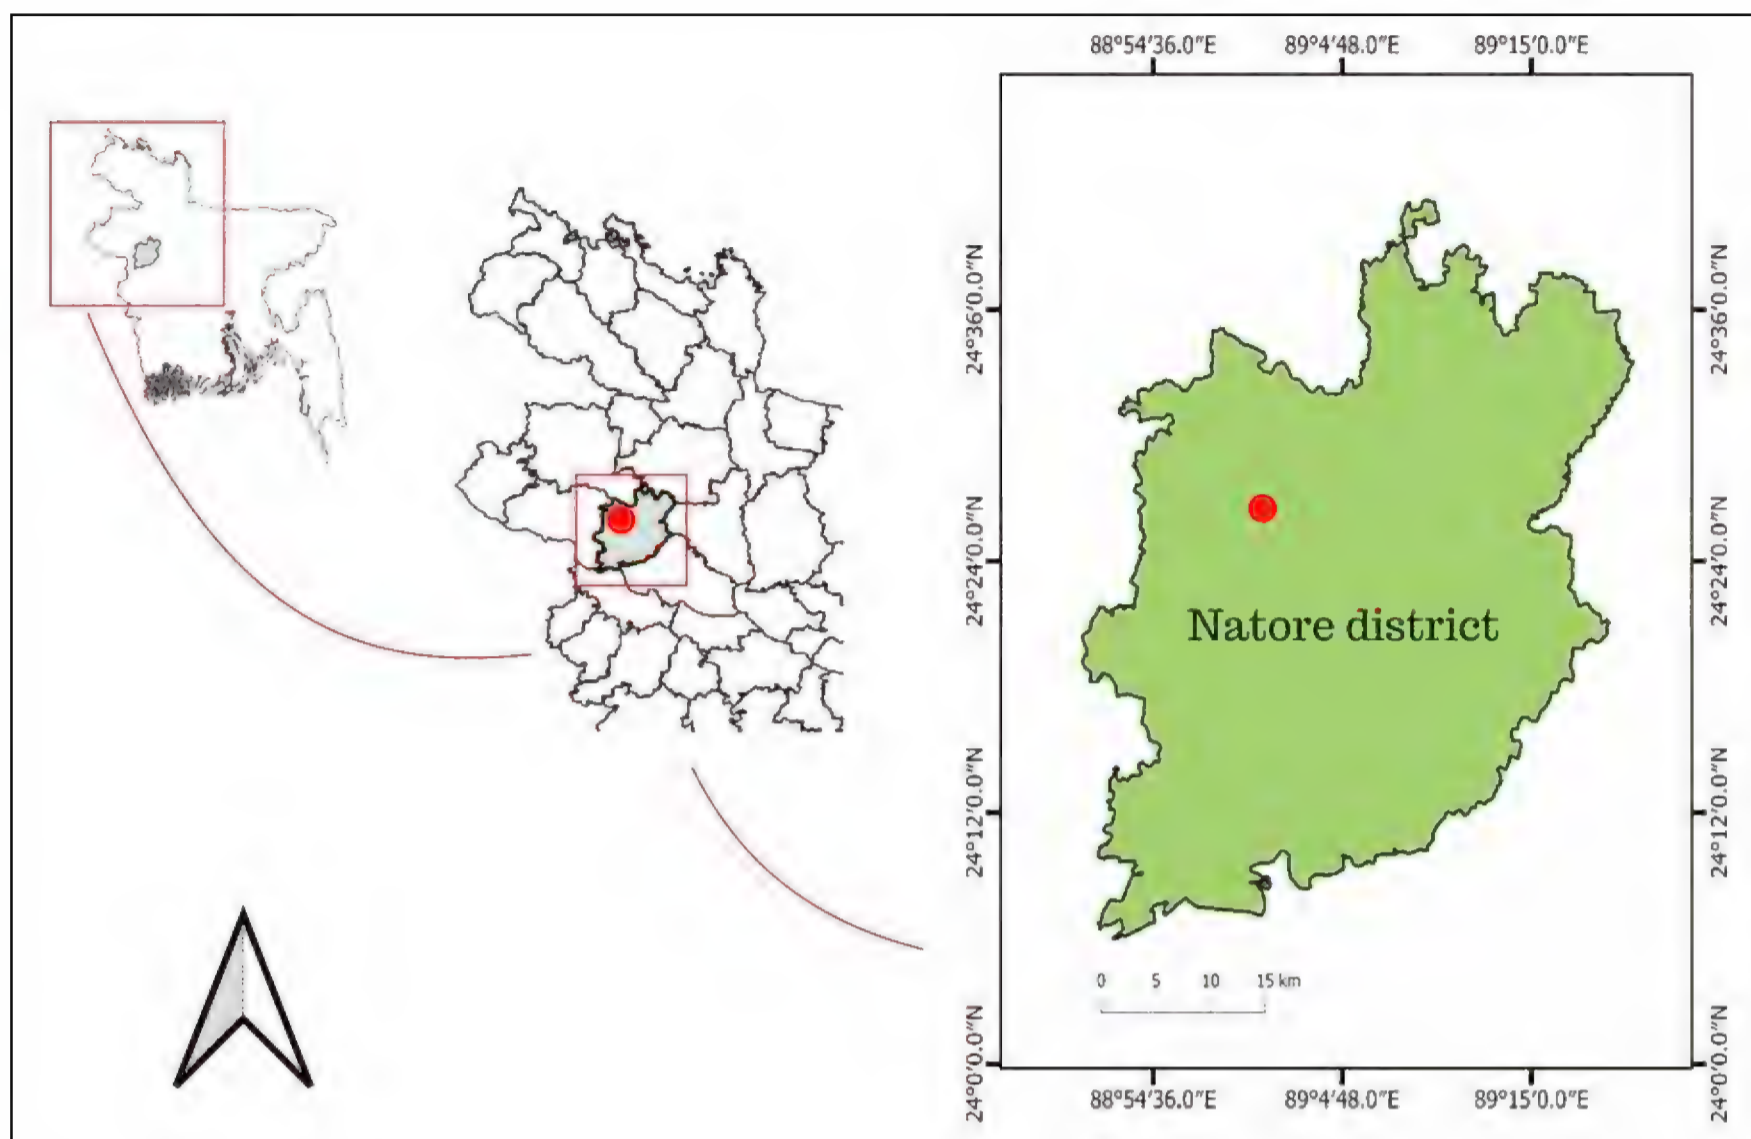 88°54′36.0″E 89°4′48.0″E 89°15′0.0″E
24°36′0.0″N
24°36′0.0″N
24°24′0.0″N
24°24′0.0″N
Natore district
24°12′0.0″N
24°12′0.0″N
0 5 10 15 km
24°0′0.0″N
24°0′0.0″N
88°54′36.0″E 89°4′48.0″E 89°15′0.0″E